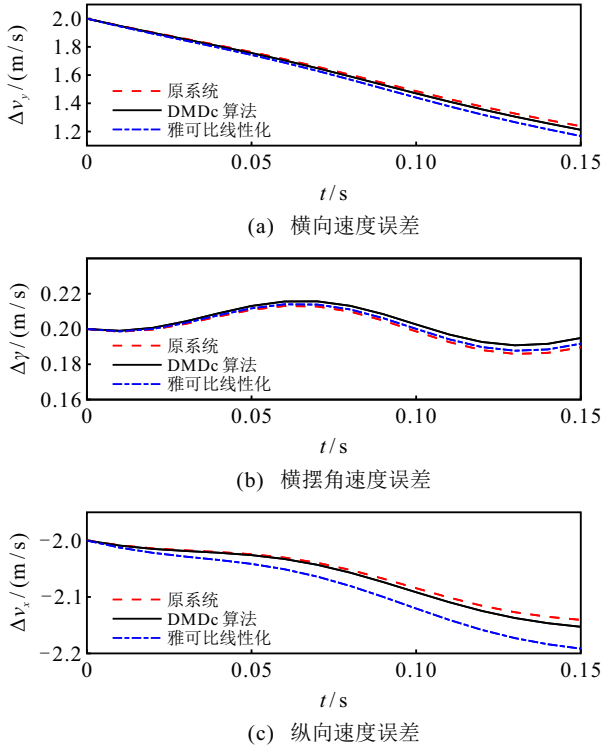 2.0
1.8
1.6
1.4
1.2
Δv_y/(m/s)
原系统
DMDc 算法
雅可比线性化
0 0.05 0.10 0.15
t/s
(a) 横向速度误差
0.22
0.20
0.18
0.16
Δγ/(m/s)
原系统
DMDc 算法
雅可比线性化
0 0.05 0.10 0.15
t/s
(b) 横摆角速度误差
−2.0
−2.1
−2.2
Δv_x/(m/s)
原系统
DMDc 算法
雅可比线性化
0 0.05 0.10 0.15
t/s
(c) 纵向速度误差